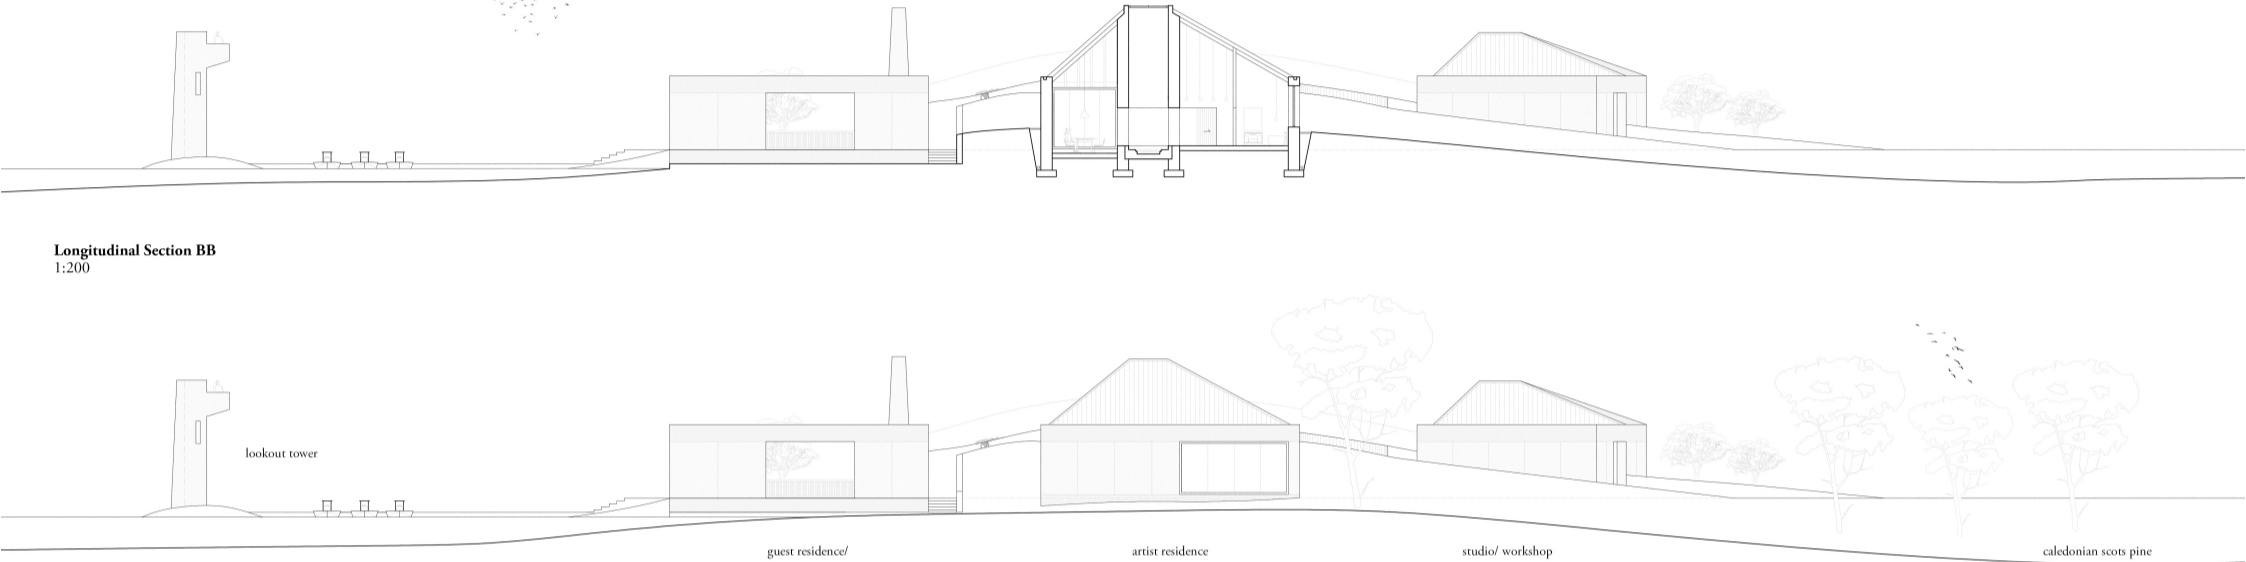 Longitudinal Section BB
1:200
lookout tower
guest residence/
artist residence
studio/ workshop
caledonian scots pine